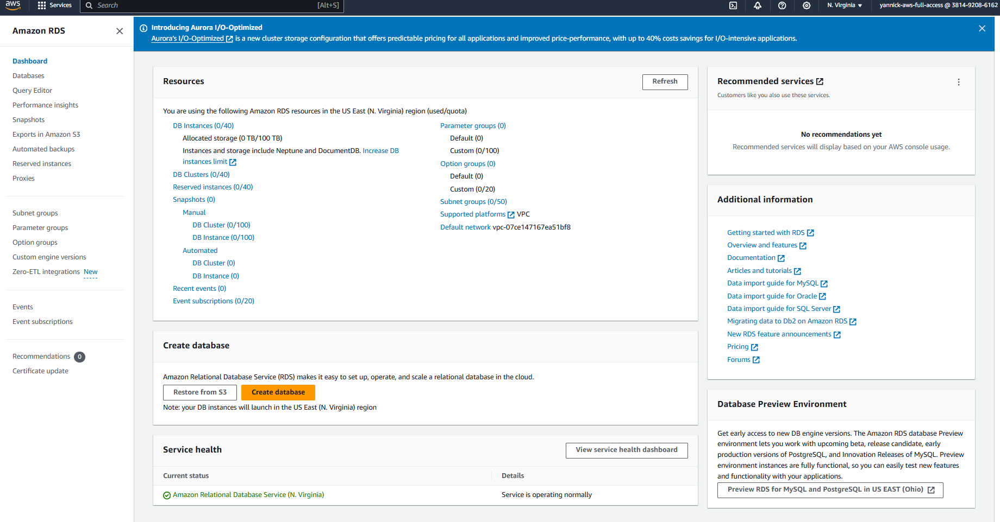 aws
Services
Search
[Alt+S]
N. Virginia
yannick-aws-full-access @ 3814-9208-6162
Amazon RDS
Dashboard
Databases
Query Editor
Performance insights
Snapshots
Exports in Amazon S3
Automated backups
Reserved instances
Proxies
Subnet groups
Parameter groups
Option groups
Custom engine versions
Zero-ETL integrations New
Events
Event subscriptions
Recommendations 0
Certificate update
Introducing Aurora I/O-Optimized
Aurora's I/O-Optimized is a new cluster storage configuration that offers predictable pricing for all applications and improved price-performance, with up to 40% costs savings for I/O-intensive applications.
Resources
Refresh
You are using the following Amazon RDS resources in the US East (N. Virginia) region (used/quota)
DB Instances (0/40)
Allocated storage (0 TB/100 TB)
Instances and storage include Neptune and DocumentDB. Increase DB
instances limit
DB Clusters (0/40)
Reserved instances (0/40)
Snapshots (0)
Manual
DB Cluster (0/100)
DB Instance (0/100)
Automated
DB Cluster (0)
DB Instance (0)
Recent events (0)
Event subscriptions (0/20)
Parameter groups (0)
Default (0)
Custom (0/100)
Option groups (0)
Default (0)
Custom (0/20)
Subnet groups (0/50)
Supported platforms VPC
Default network vpc-07ce147167ea51bf8
Create database
Amazon Relational Database Service (RDS) makes it easy to set up, operate, and scale a relational database in the cloud.
Restore from S3
Create database
Note: your DB instances will launch in the US East (N. Virginia) region
Service health
View service health dashboard
Current status
Details
Amazon Relational Database Service (N. Virginia)
Service is operating normally
Recommended services
Customers like you also use these services.
No recommendations yet
Recommended services will display based on your AWS console usage.
Additional information
Getting started with RDS
Overview and features
Documentation
Articles and tutorials
Data import guide for MySQL
Data import guide for Oracle
Data import guide for SQL Server
Migrating data to Db2 on Amazon RDS
New RDS feature announcements
Pricing
Forums
Database Preview Environment
Get early access to new DB engine versions. The Amazon RDS database Preview
environment lets you work with upcoming beta, release candidate, early
production versions of PostgreSQL, and Innovation Releases of MySQL. Preview
environment instances are fully functional, so you can easily test new features
and functionality with your applications.
Preview RDS for MySQL and PostgreSQL in US EAST (Ohio)